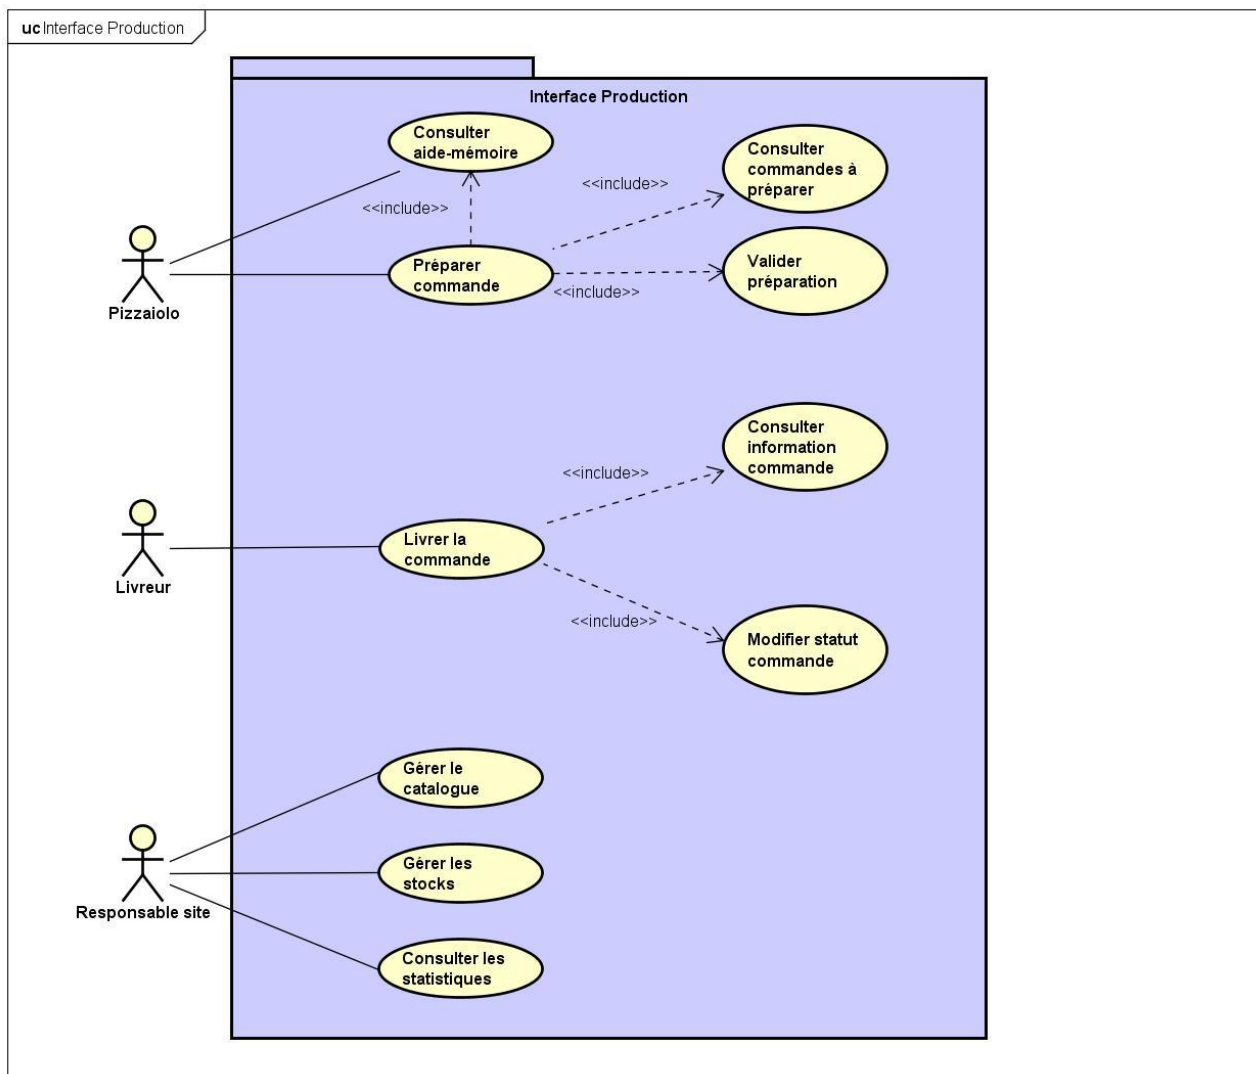 uc Interface Production
Interface Production
Consulter
aide-mémoire
Consulter
commandes à
préparer
<<include>>
<<include>>
Préparer
commande
Valider
préparation
<<include>>
Pizzaiolo
Consulter
information
commande
<<include>>
Livrer la
commande
Livreur
<<include>>
Modifier statut
commande
Gérer le
catalogue
Gérer les
stocks
Responsable site
Consulter les
statistiques